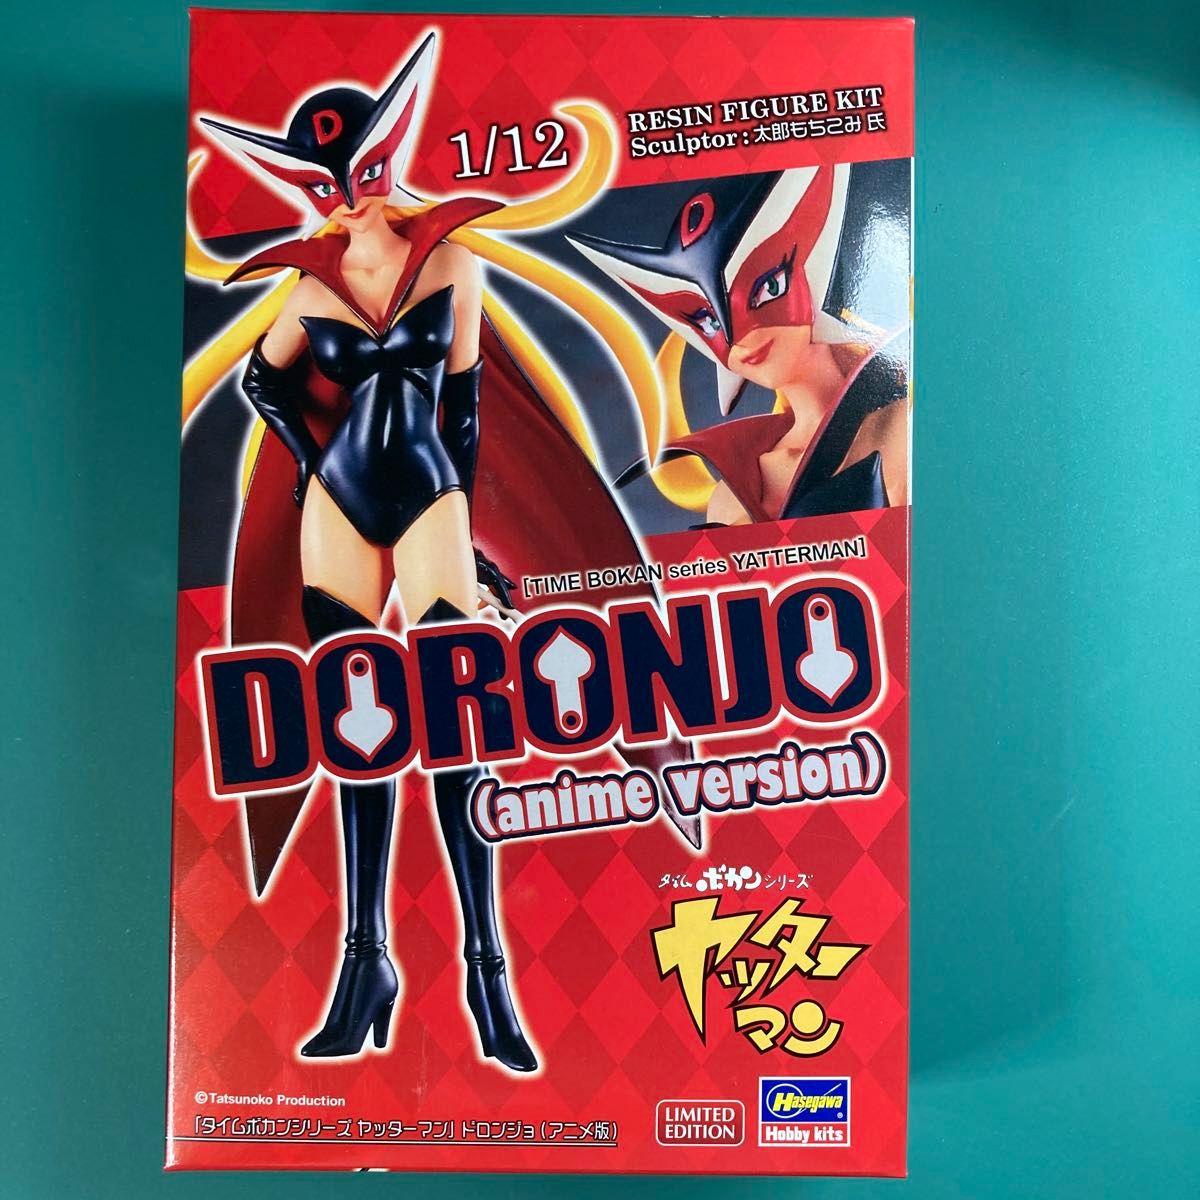 D
1/12
RESIN FIGURE KIT
Sculptor:太郎もちこみ 氏
D
[TIME BOKAN series YATTERMAN]
DORONJO
(anime version)
タイムボカンシリーズ
ヤッター
マン
©Tatsunoko Production
「タイムボカンシリーズ ヤッターマン」 ドロンジョ (アニメ版)
LIMITED
EDITION
Hasegawa®
Hobby kits